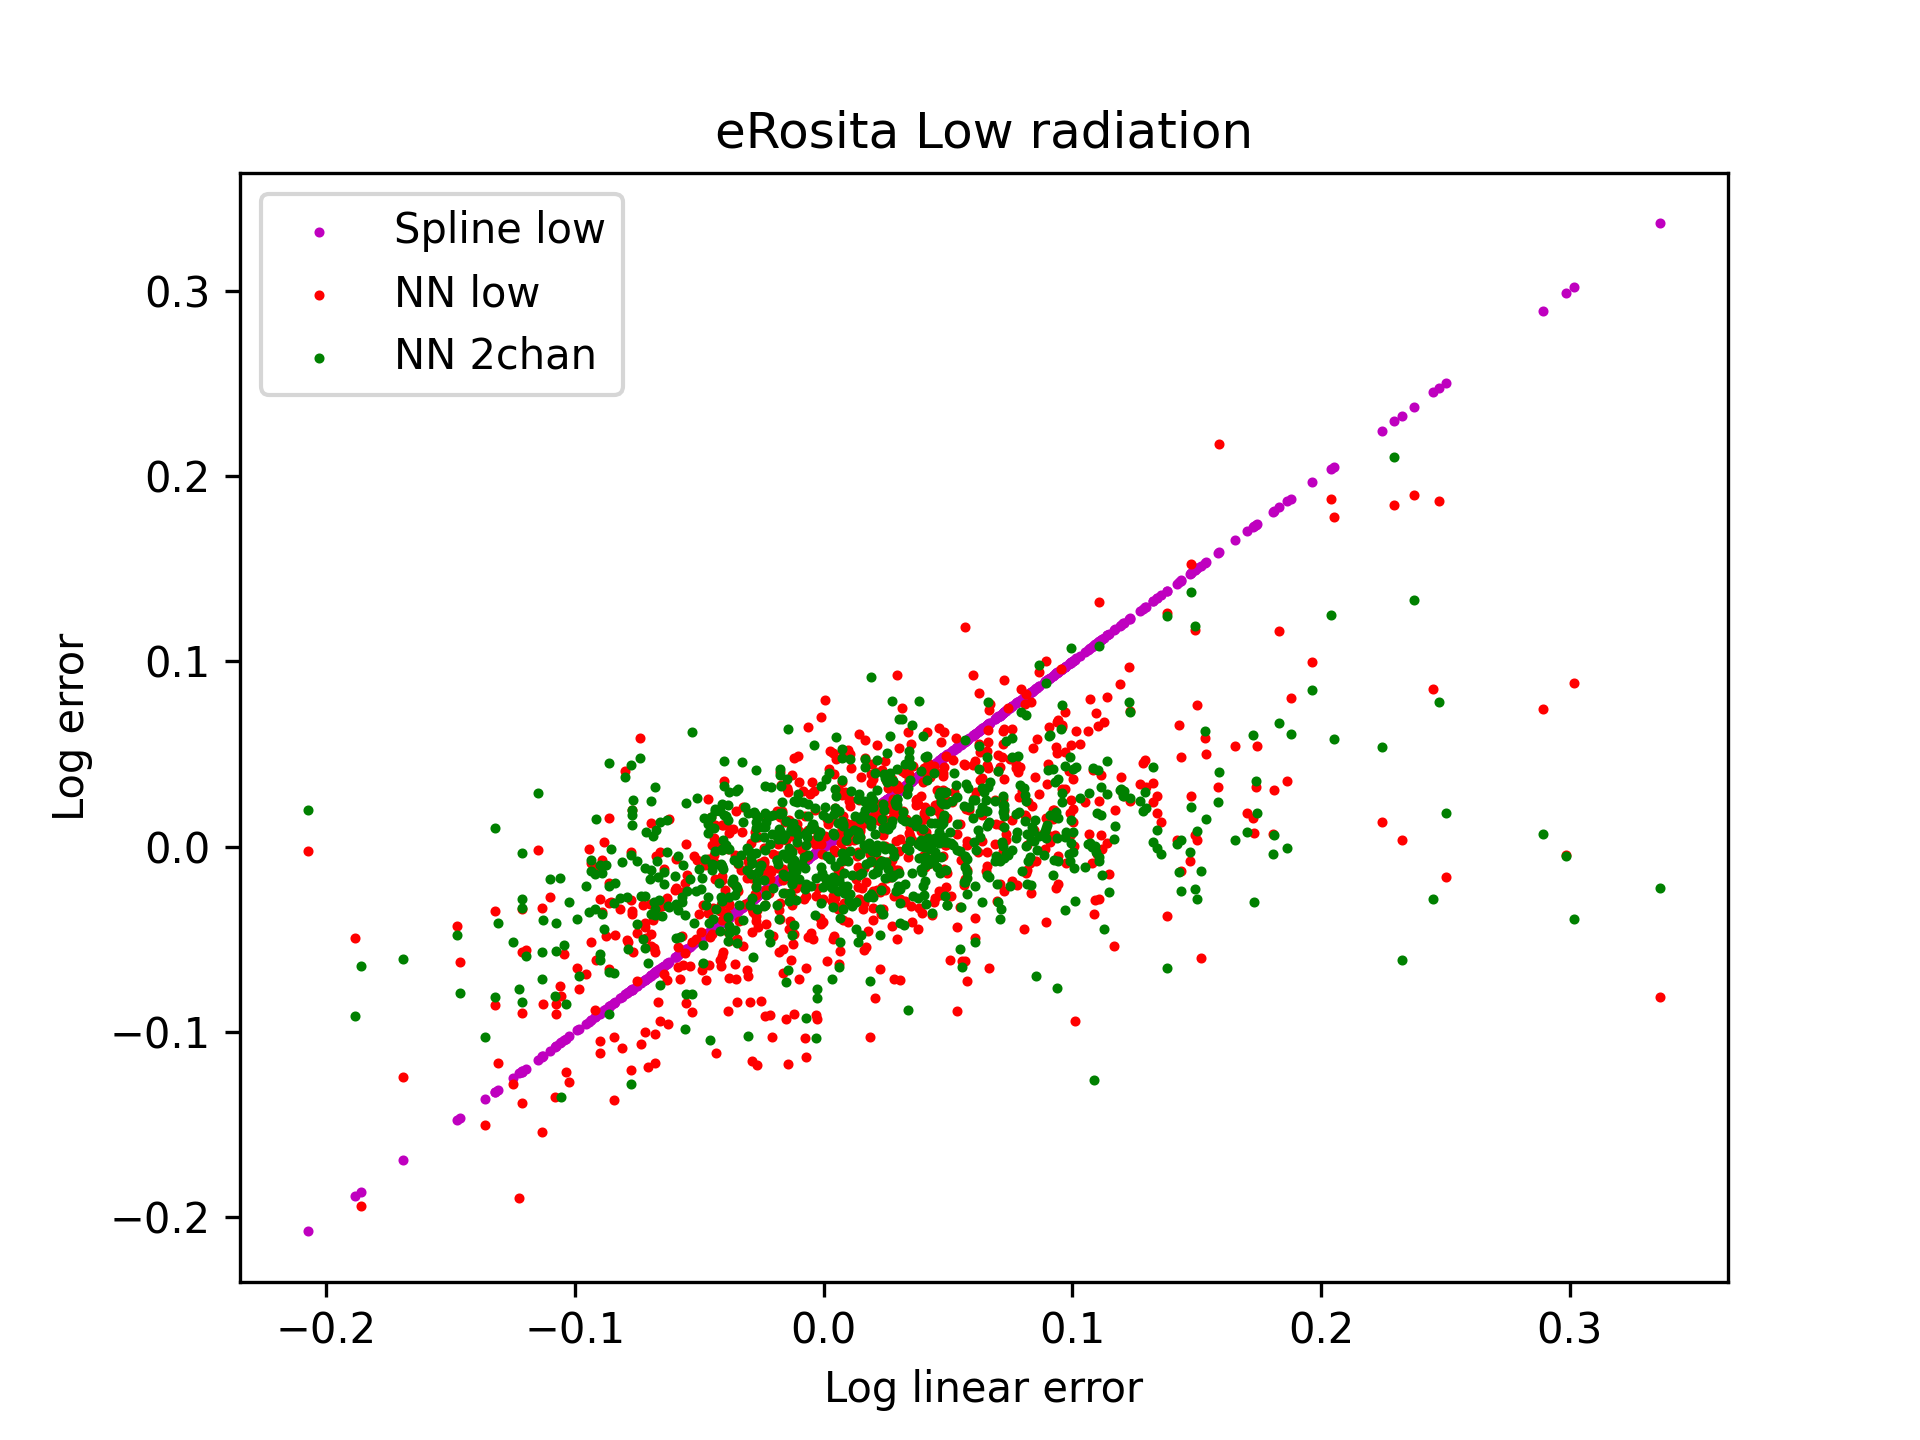 eRosita Low radiation
Spline low
NN low
NN 2chan
0.3
0.2
0.1
0.0
−0.1
−0.2
Log error
−0.2 −0.1 0.0 0.1 0.2 0.3
Log linear error